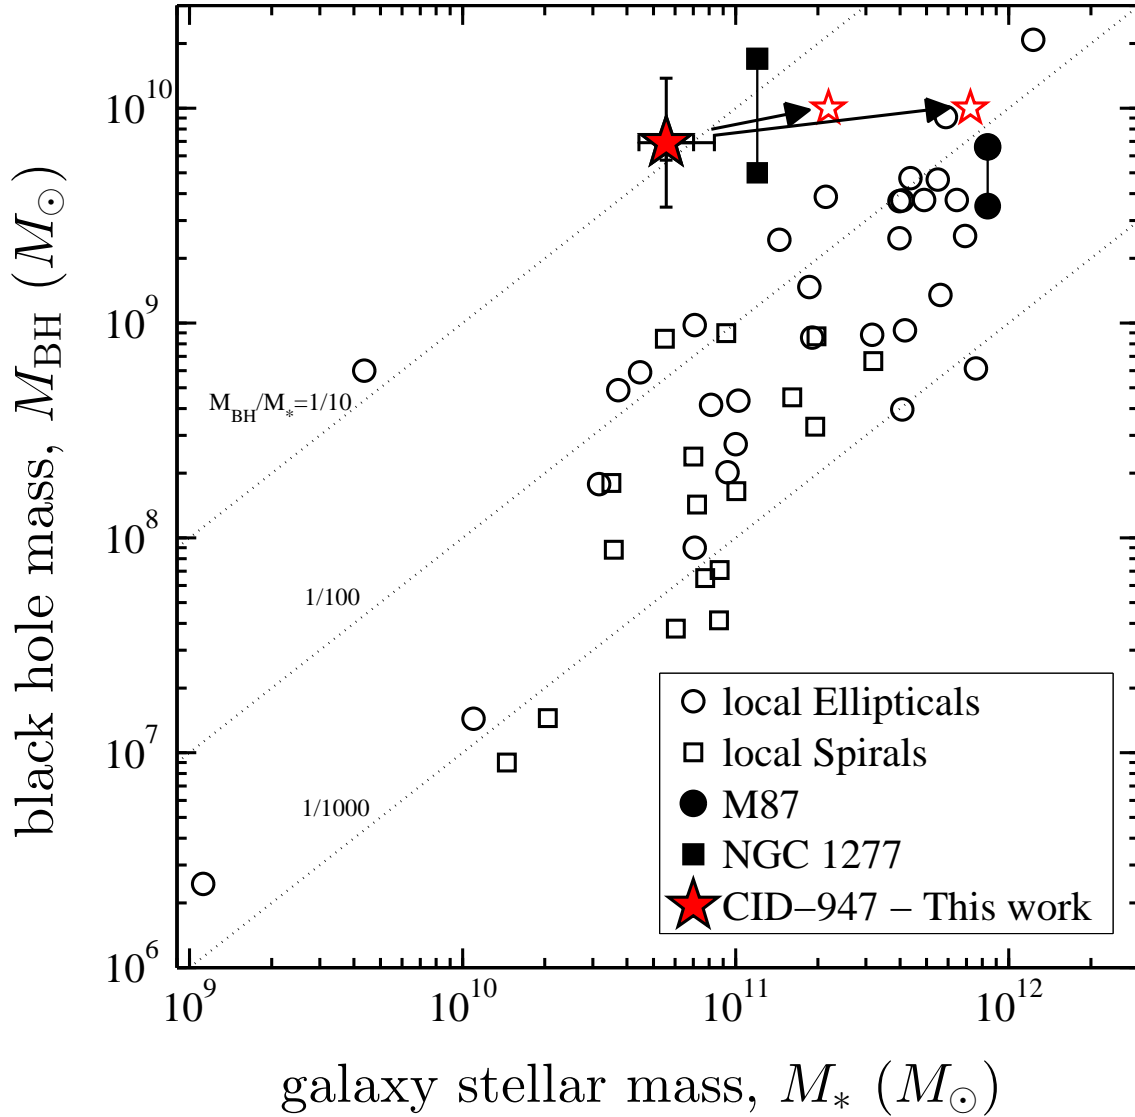 black hole mass, M_BH (M_⊙)
10^10
10^9
10^8
10^7
10^6
M_BH/M_*=1/10
1/100
1/1000
local Ellipticals
local Spirals
M87
NGC 1277
CID−947 − This work
10^9 10^10 10^11 10^12
galaxy stellar mass, M_* (M_⊙)